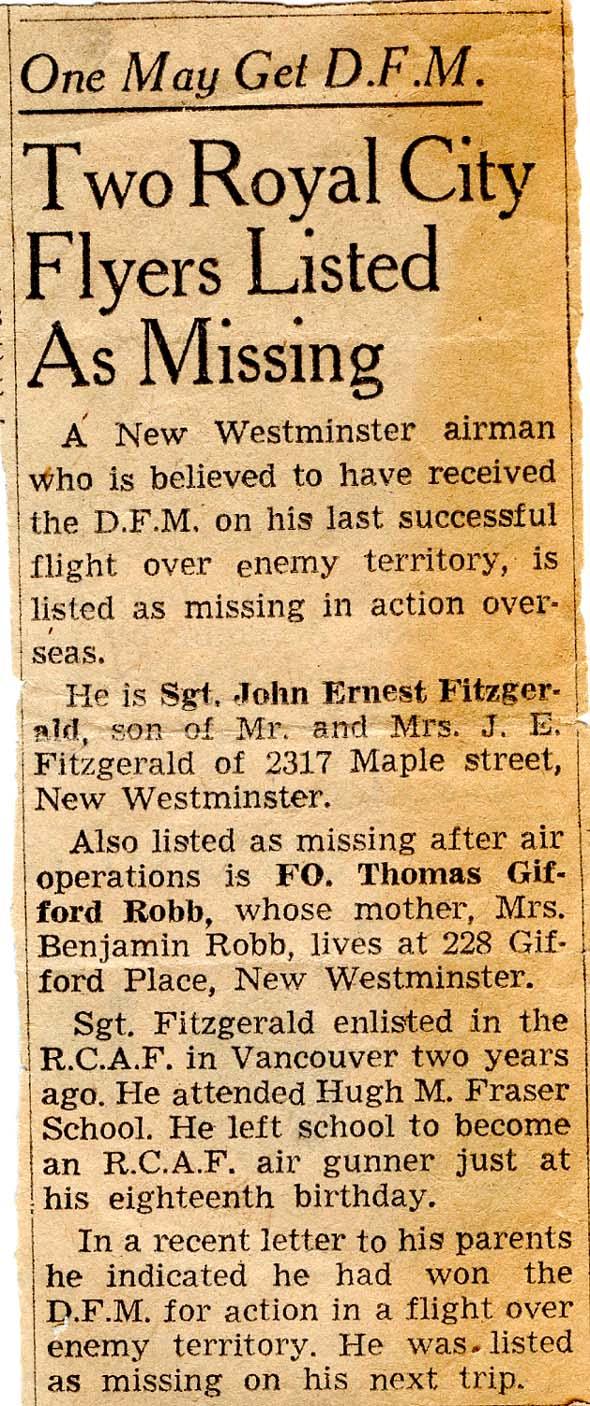 One May Get D.F.M.
Two Royal City
Flyers Listed
As Missing
A New Westminster airman
who is believed to have received
the D.F.M. on his last successful
flight over enemy territory, is
listed as missing in action over-
seas.
He is Sgt. John Ernest Fitzger-
ald, son of Mr. and Mrs. J. E.
Fitzgerald of 2317 Maple street,
New Westminster.
Also listed as missing after air
operations is FO. Thomas Gif-
ford Robb, whose mother, Mrs.
Benjamin Robb, lives at 228 Gif-
ford Place, New Westminster.
Sgt. Fitzgerald enlisted in the
R.C.A.F. in Vancouver two years
ago. He attended Hugh M. Fraser
School. He left school to become
an R.C.A.F. air gunner just at
his eighteenth birthday.
In a recent letter to his parents
he indicated he had won the
D.F.M. for action in a flight over
enemy territory. He was listed
as missing on his next trip.